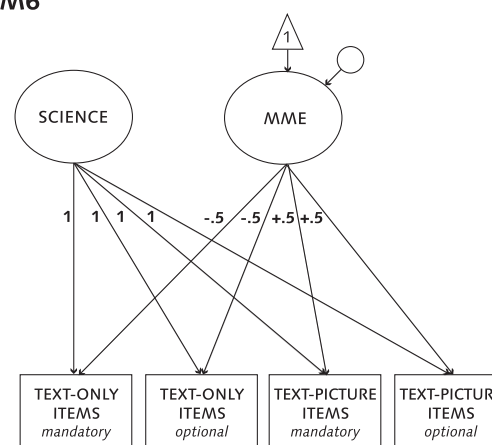 M6
1
SCIENCE
MME
1 1 1 1 -.5 -.5 +.5 +.5
TEXT-ONLY
ITEMS
mandatory
TEXT-ONLY
ITEMS
optional
TEXT-PICTURE
ITEMS
mandatory
TEXT-PICTUR
ITEMS
optional